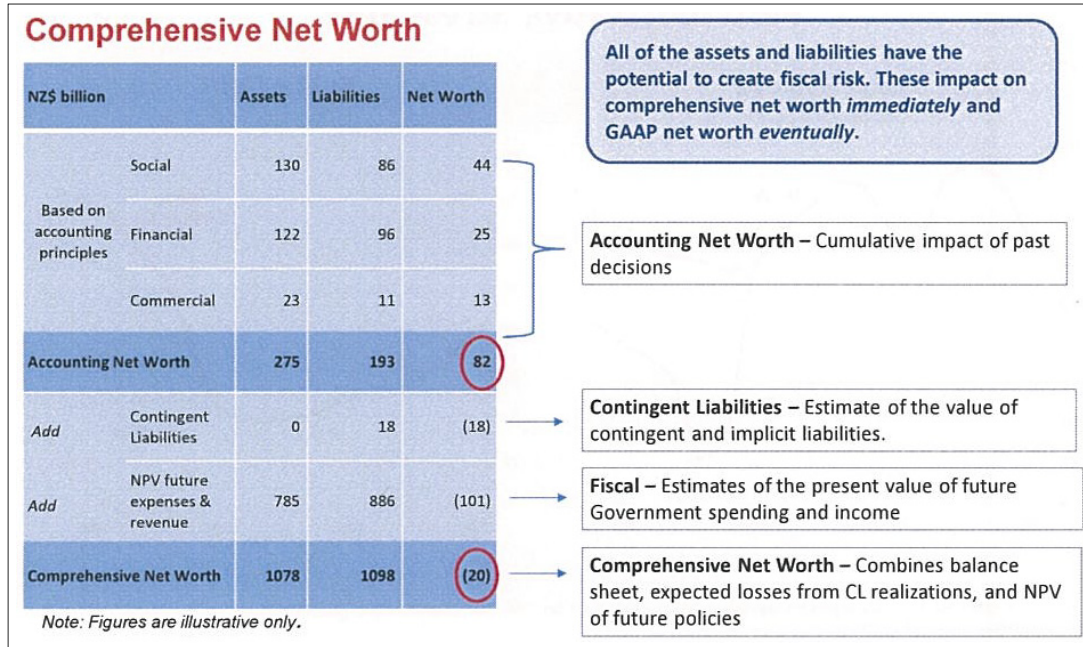 Comprehensive Net Worth
All of the assets and liabilities have the
potential to create fiscal risk. These impact on
comprehensive net worth immediately and
GAAP net worth eventually.
NZ$ billion Assets Liabilities Net Worth
Based on
accounting
principles
Social 130 86 44
Financial 122 96 25
Commercial 23 11 13
Accounting Net Worth 275 193 82
Add Contingent
Liabilities 0 18 (18)
Add NPV future
expenses &
revenue 785 886 (101)
Comprehensive Net Worth 1078 1098 (20)
Note: Figures are illustrative only.
Accounting Net Worth – Cumulative impact of past
decisions
Contingent Liabilities – Estimate of the value of
contingent and implicit liabilities.
Fiscal – Estimates of the present value of future
Government spending and income
Comprehensive Net Worth – Combines balance
sheet, expected losses from CL realizations, and NPV
of future policies